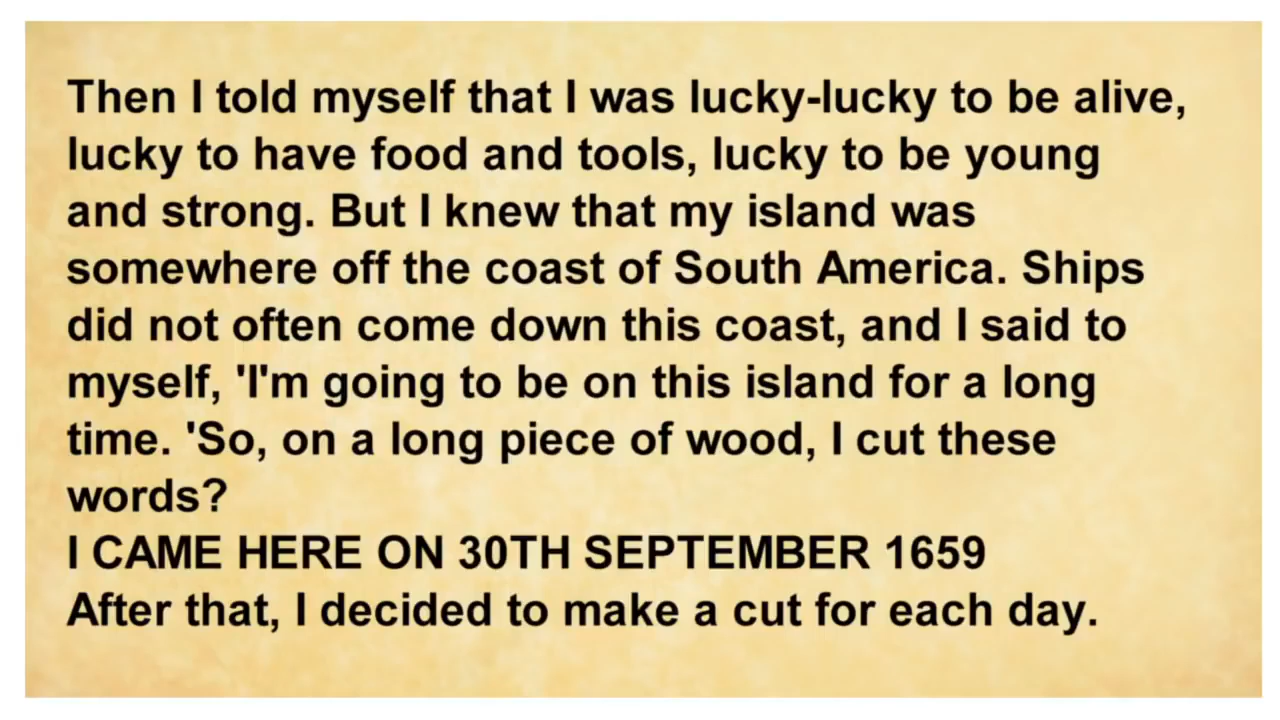 Then I told myself that I was lucky-lucky to be alive,
lucky to have food and tools, lucky to be young
and strong. But I knew that my island was
somewhere off the coast of South America. Ships
did not often come down this coast, and I said to
myself, 'I'm going to be on this island for a long
time. 'So, on a long piece of wood, I cut these
words?
I CAME HERE ON 30TH SEPTEMBER 1659
After that, I decided to make a cut for each day.